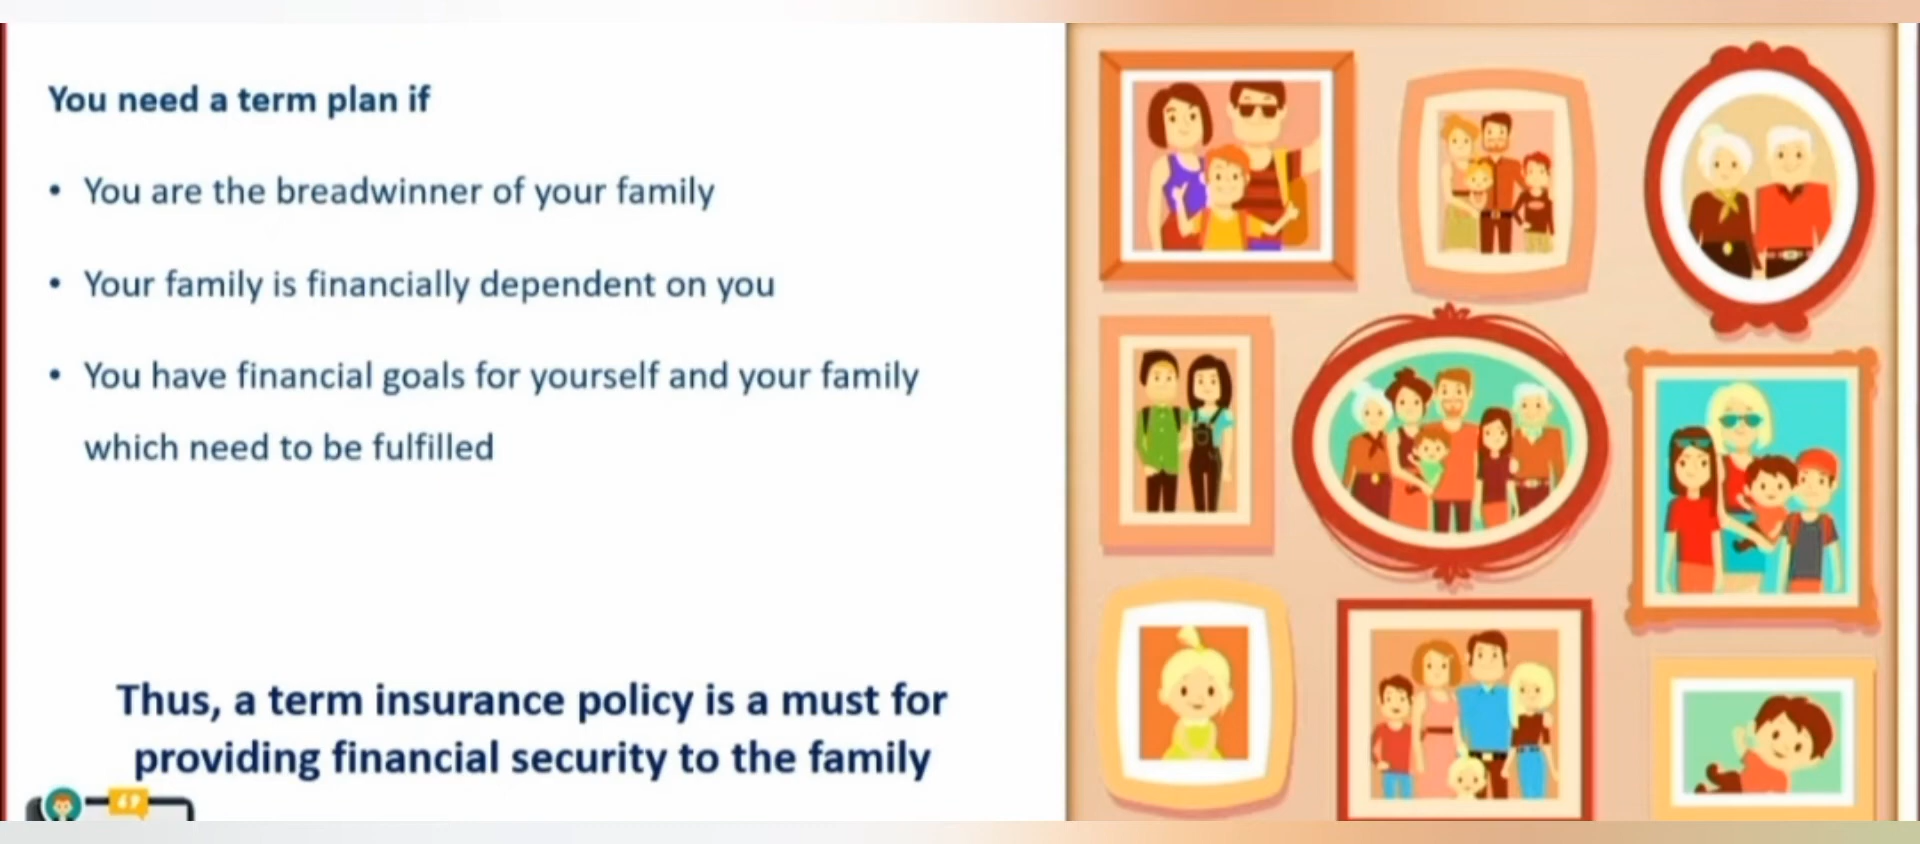 You need a term plan if
• You are the breadwinner of your family
• Your family is financially dependent on you
• You have financial goals for yourself and your family
which need to be fulfilled
Thus, a term insurance policy is a must for
providing financial security to the family